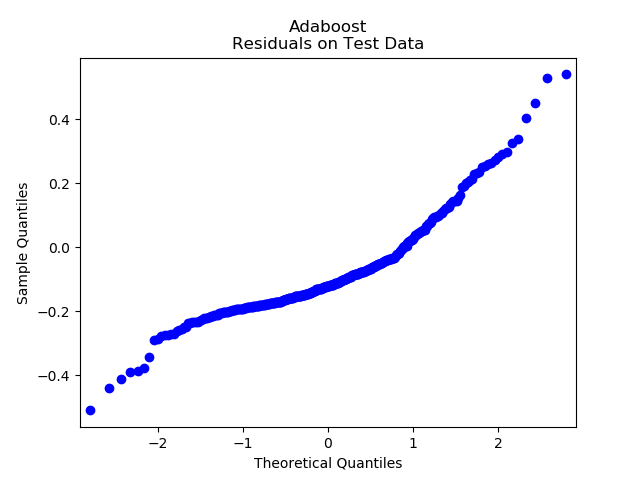 Adaboost
Residuals on Test Data
Sample Quantiles
0.4
0.2
0.0
−0.2
−0.4
−2
−1
0
1
2
Theoretical Quantiles